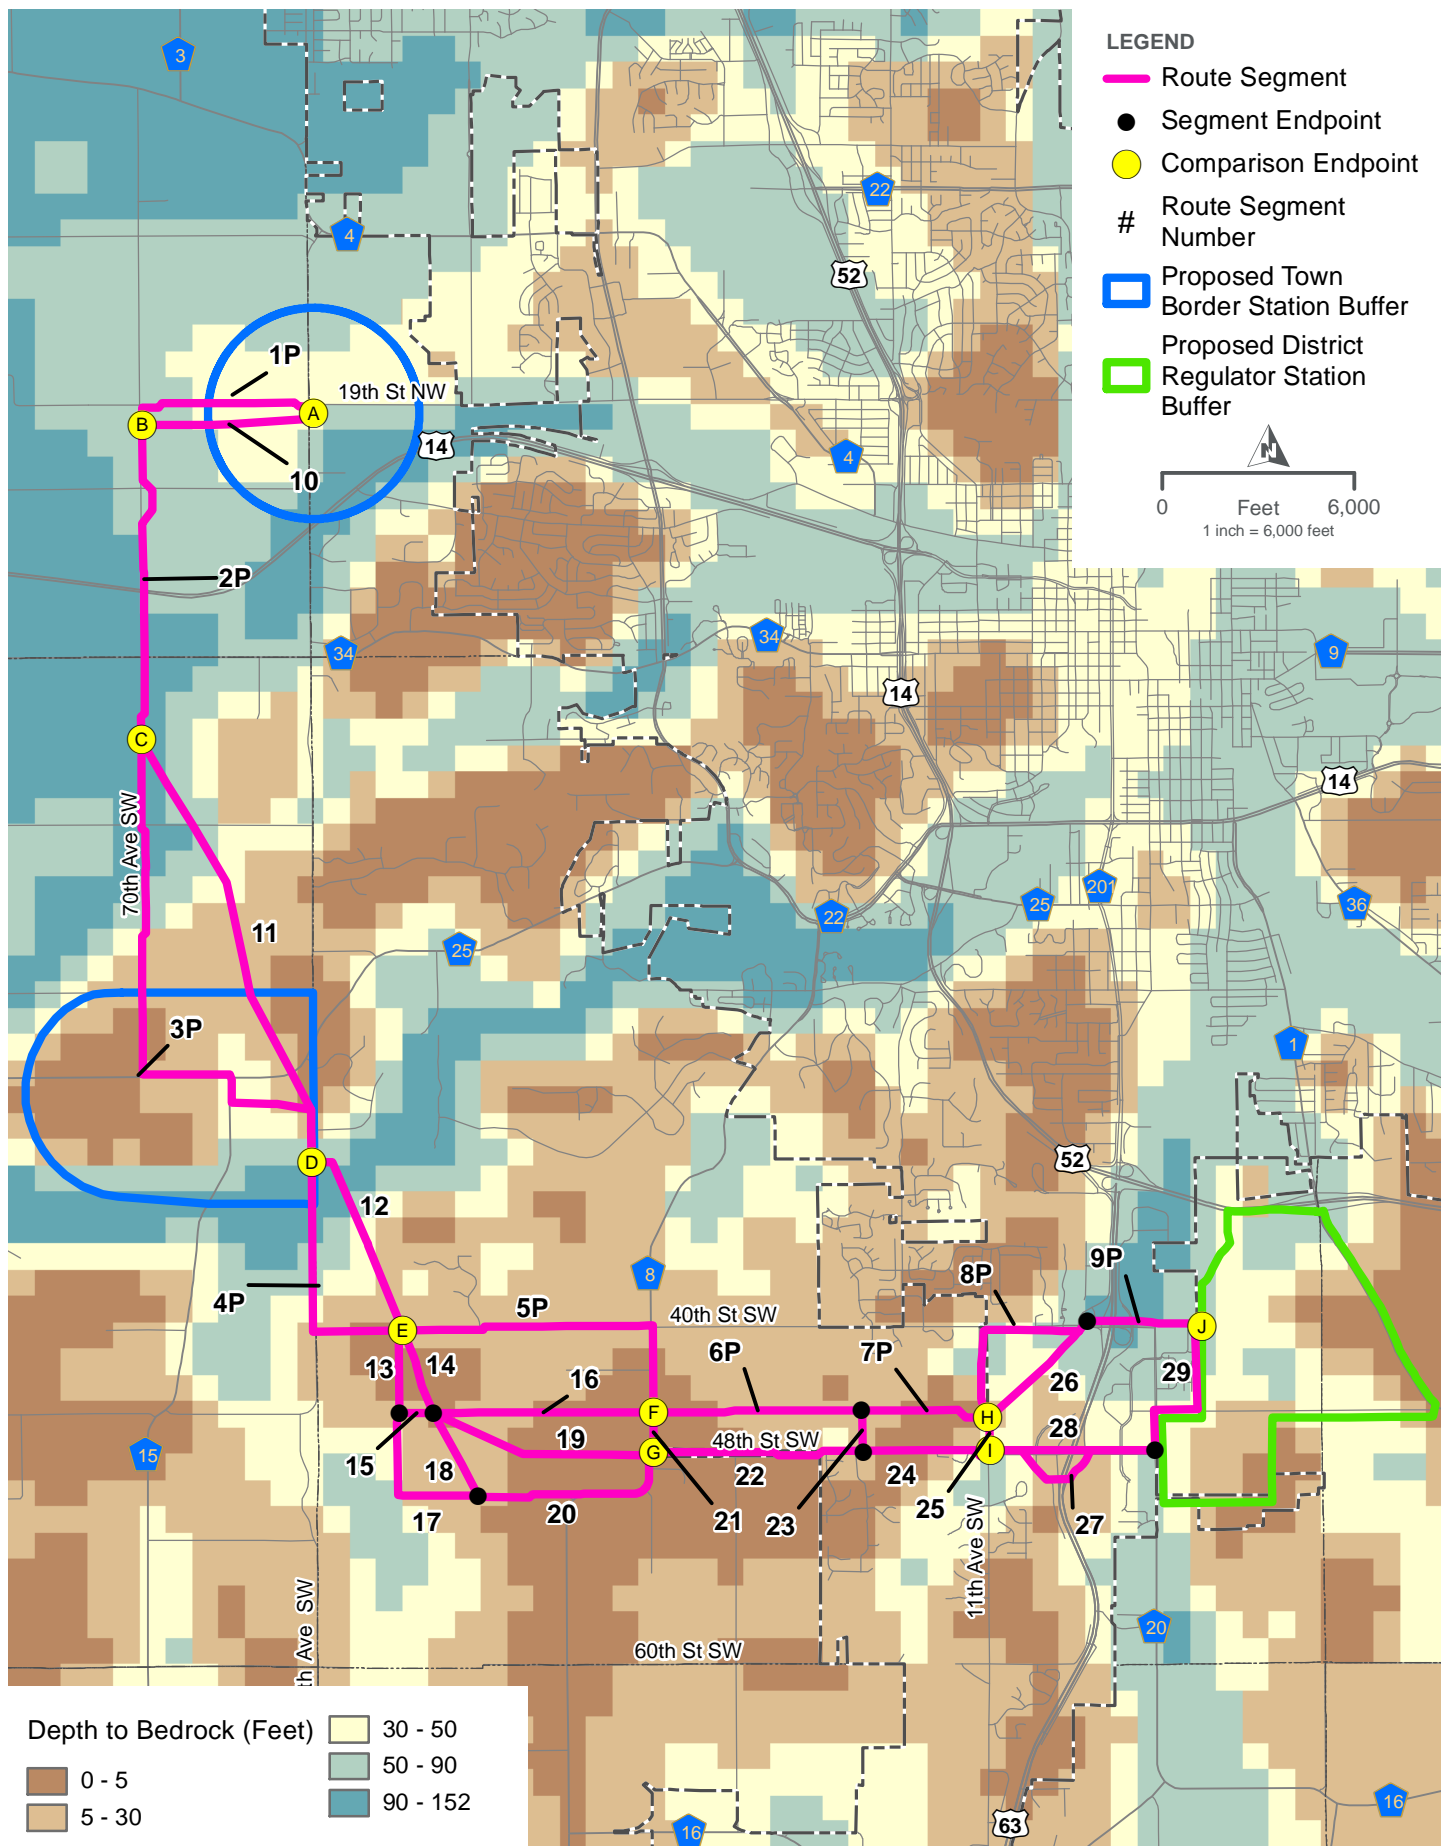 LEGEND
Route Segment
Segment Endpoint
Comparison Endpoint
# Route Segment
Number
Proposed Town
Border Station Buffer
Proposed District
Regulator Station
Buffer
N
0 Feet 6,000
1 inch = 6,000 feet
3
4
22
52
1P
19th St NW
A
B
14
4
10
2P
34
34
9
14
C
14
70th Ave SW
11
25
22
25
201
36
3P
1
D
52
12
4P
8
9P
8P
5P
40th St SW
E
J
13
14
16
6P
7P
26
29
F
H
15
19
48th St SW
28
G
I
15
18
22
24
17
20
21
23
25
27
11th Ave SW
th Ave SW
60th St SW
20
Depth to Bedrock (Feet)
0 - 5
5 - 30
30 - 50
50 - 90
90 - 152
16
63
16